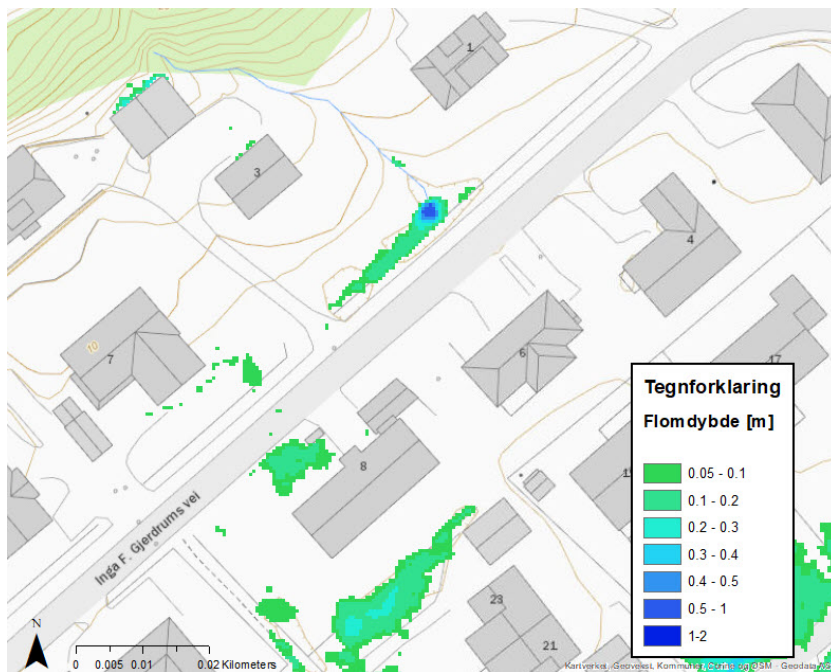 1
3
4
7
10
6
17
8
Inga F. Gjerdrums vei
23
21
Tegnforklaring
Flomdybde [m]
0.05 - 0.1
0.1 - 0.2
0.2 - 0.3
0.3 - 0.4
0.4 - 0.5
0.5 - 1
1-2
N
0 0.005 0.01 0.02 Kilometers
Kartverket, Geovekst, Kommuner, og OSM - Geodata